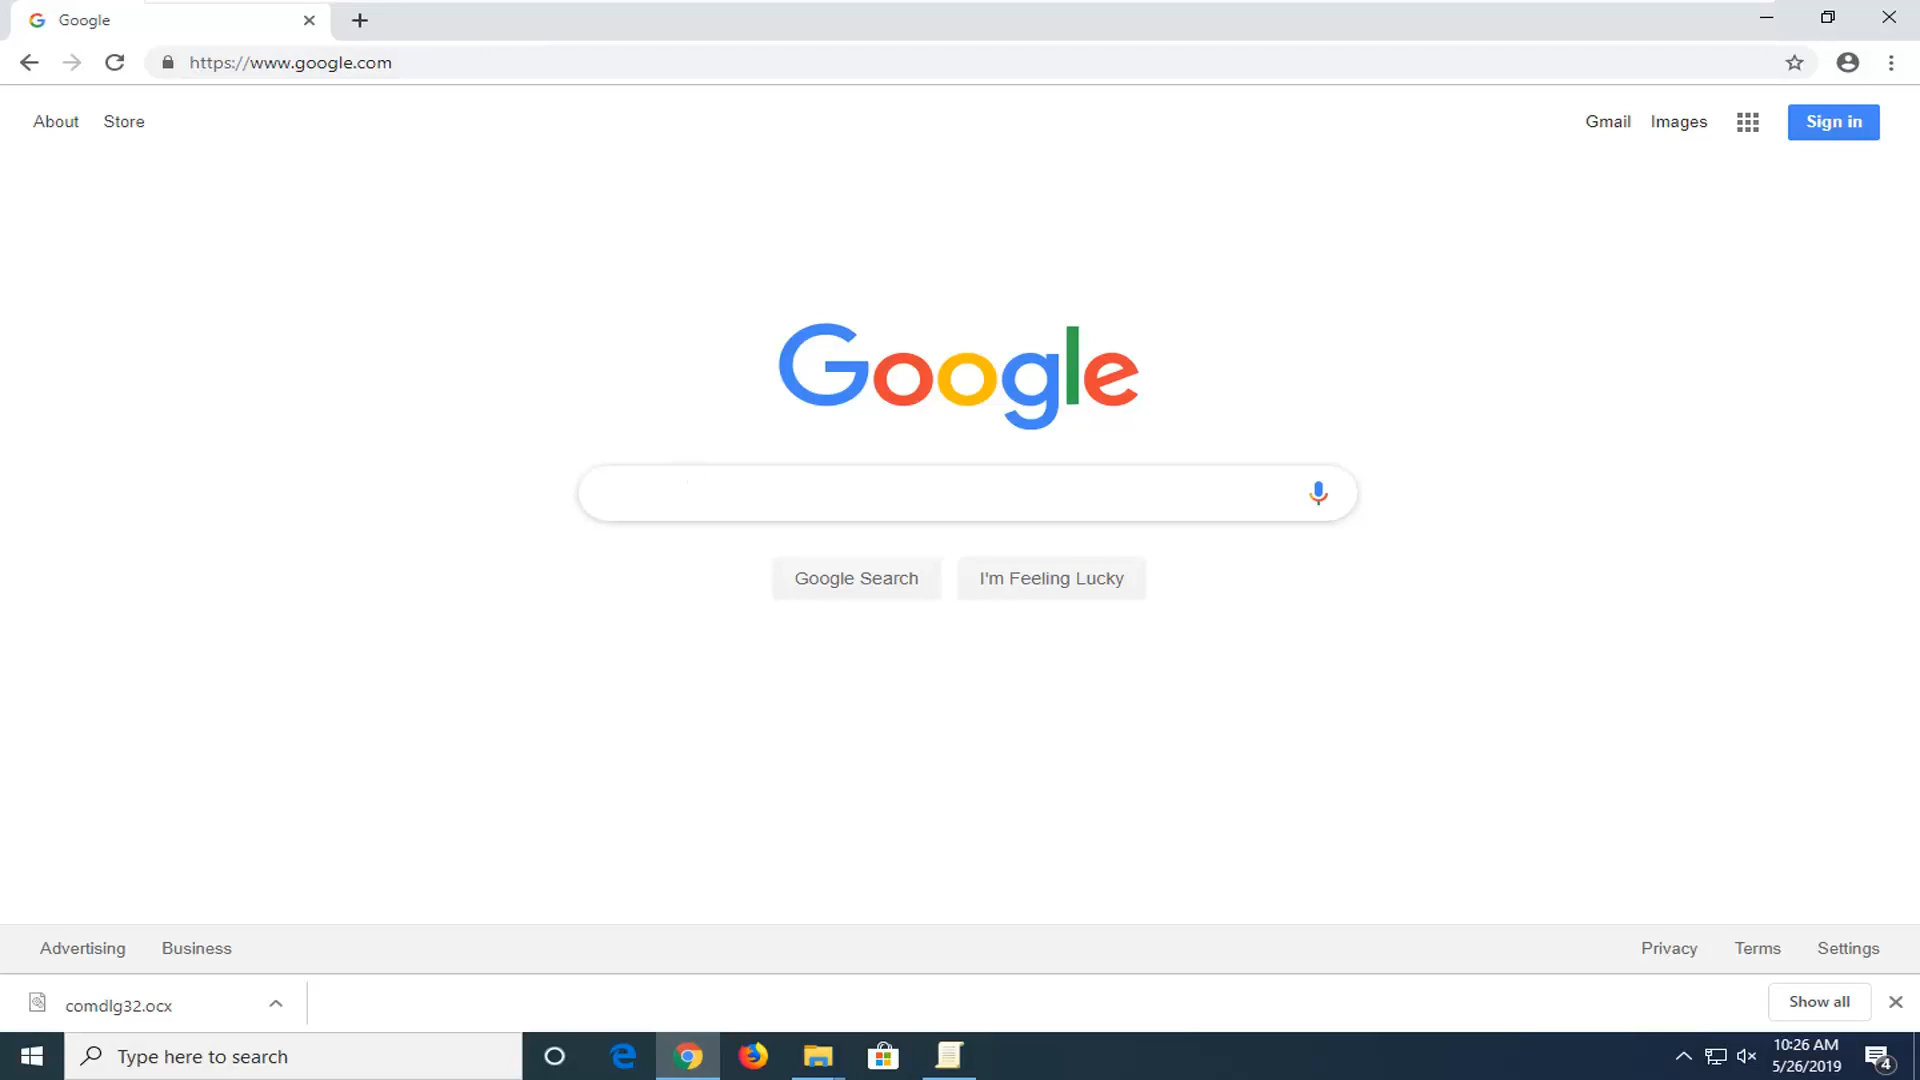 Google
https://www.google.com
About Store Gmail Images Sign in
Google
Google Search I'm Feeling Lucky
Advertising Business Privacy Terms Settings
comdlg32.ocx Show all
Type here to search
10:26 AM
5/26/2019
4